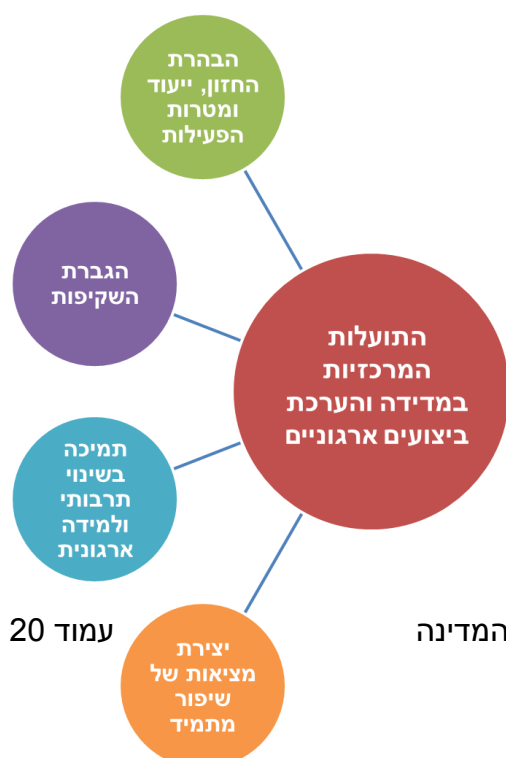 הבהרת
החזון, ייעוד
ומטרות
הפעילות
הגברת
השקיפות
התועלות
המרכזיות
במדידה והערכת
ביצועים ארגוניים
תמיכה
בשינוי
תרבותי
ולמידה
ארגונית
המדינה
עמוד 20
יצירת
מציאות של
שיפור
מתמיד